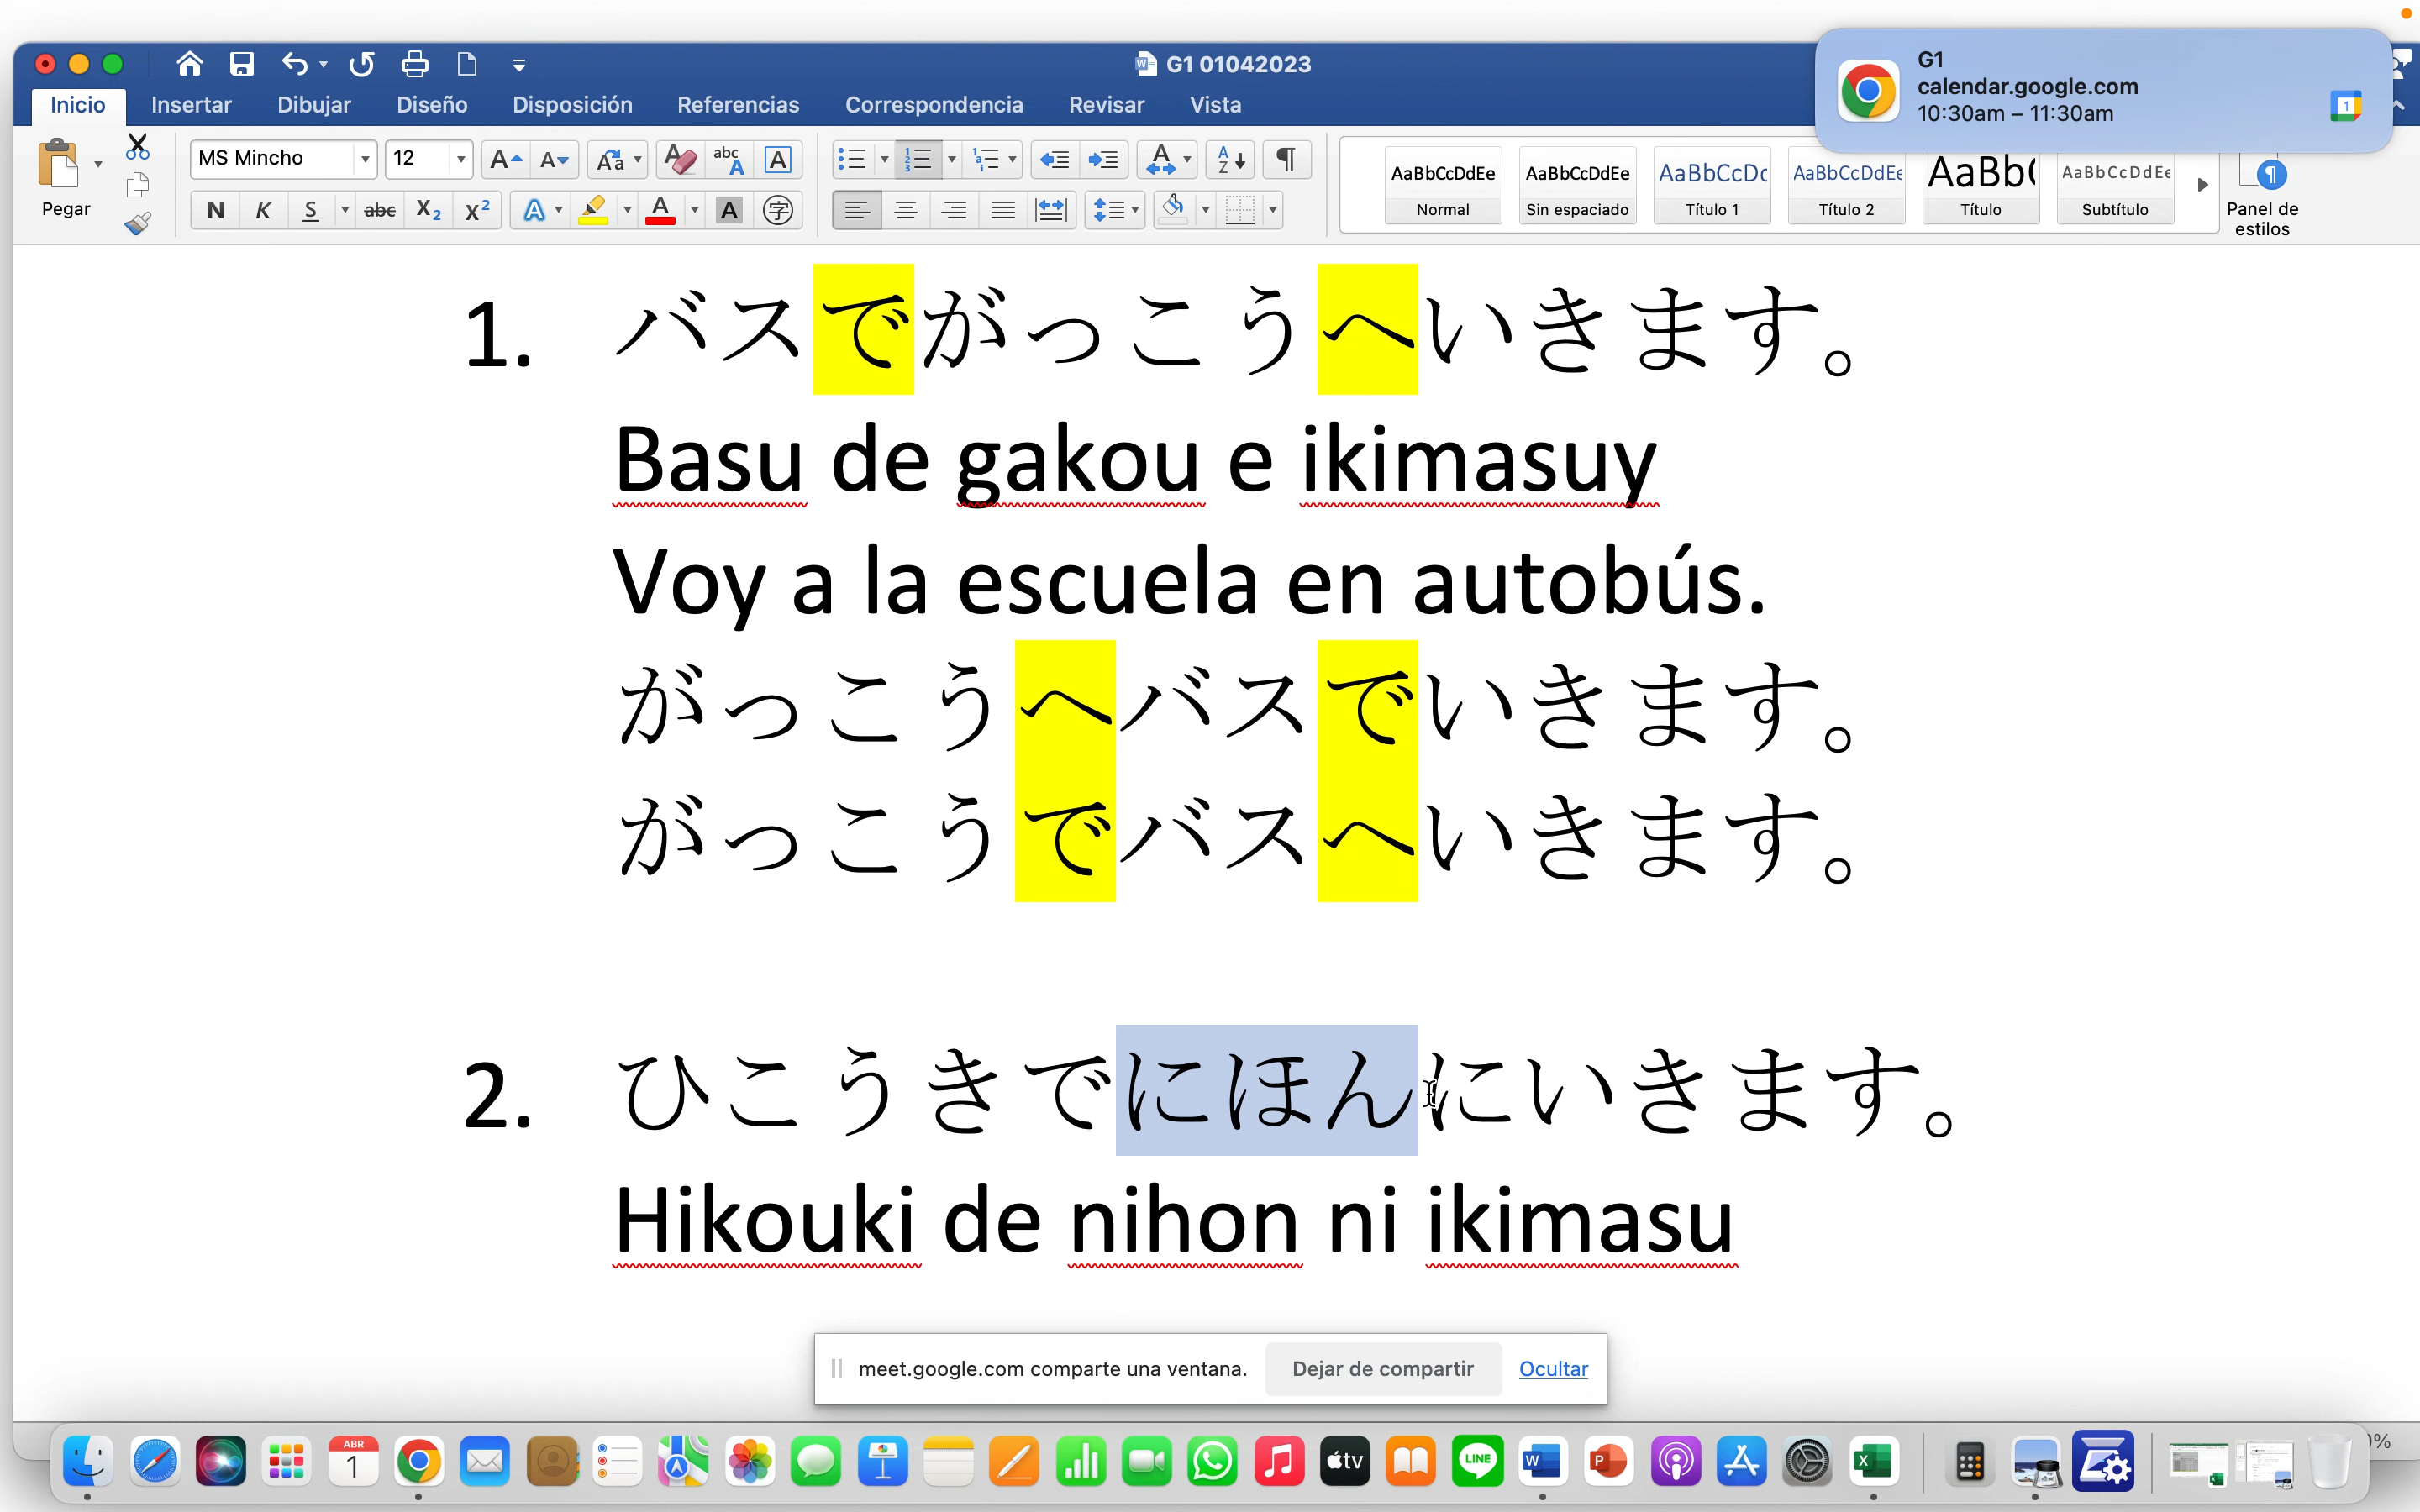 G1 01042023
G1
calendar.google.com
10:30am – 11:30am
Inicio Insertar Dibujar Diseño Disposición Referencias Correspondencia Revisar Vista
Pegar
MS Mincho 12
AaBbCcDdEe AaBbCcDdEe AaBbCcDc AaBbCcDdEe AaBb( AaBbCcDdEe
Normal Sin espaciado Título 1 Título 2 Título Subtítulo
Panel de
estilos
1. バスでがっこうへいきます。
Basu de gakou e ikimasuy
Voy a la escuela en autobús.
がっこうへバスでいきます。
がっこうでバスへいきます。
2. ひこうきでにほんにいきます。
Hikouki de nihon ni ikimasu
meet.google.com comparte una ventana. Dejar de compartir Ocultar
ABR
1
tv
LINE